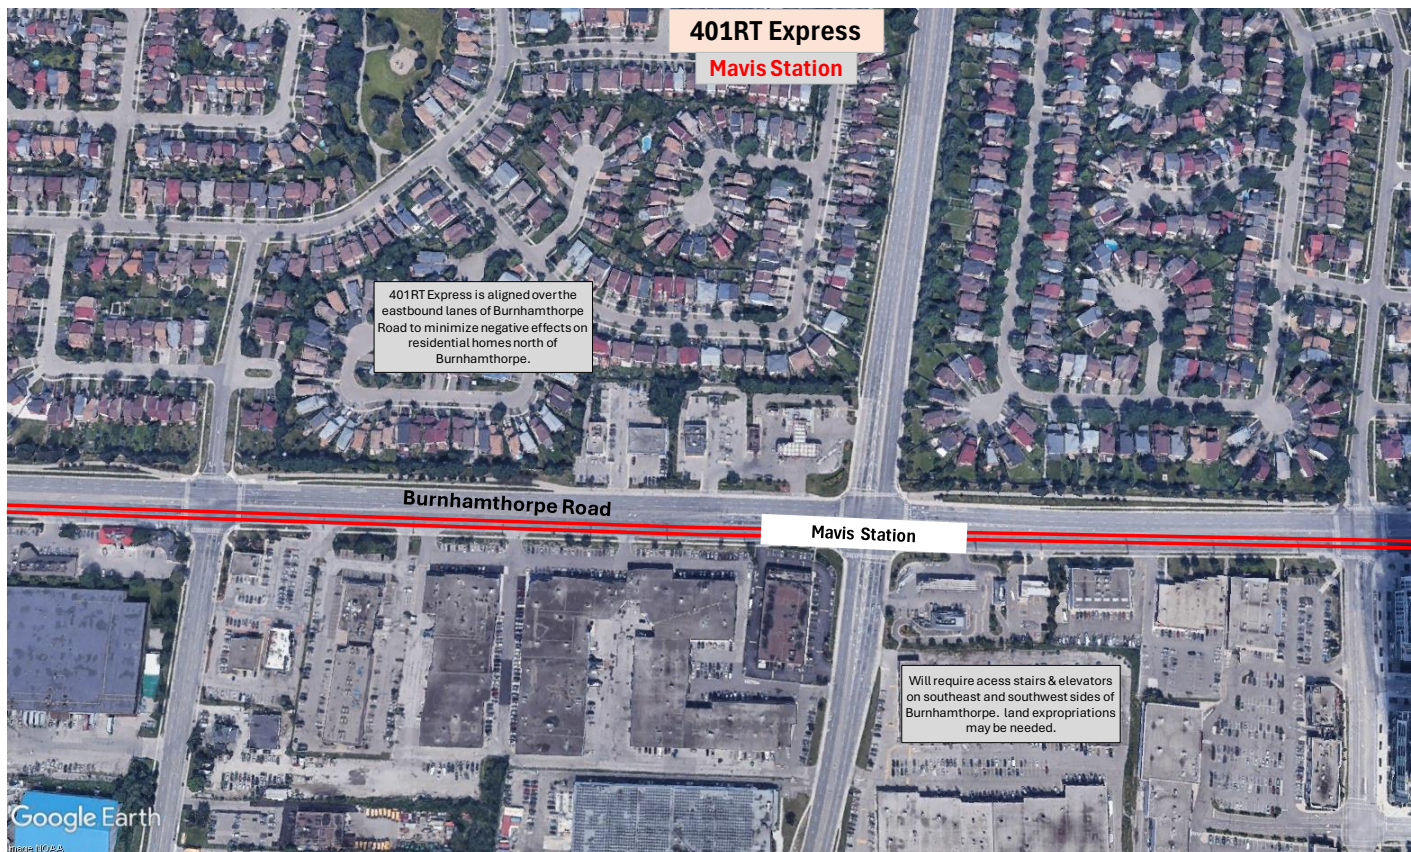 401RT Express
Mavis Station
401RT Express is aligned over the
eastbound lanes of Burnhamthorpe
Road to minimize negative effects on
residential homes north of
Burnhamthorpe.
Burnhamthorpe Road
Mavis Station
Will require acess stairs & elevators
on southeast and southwest sides of
Burnhamthorpe. land expropriations
may be needed.
Google Earth
Image NOAA